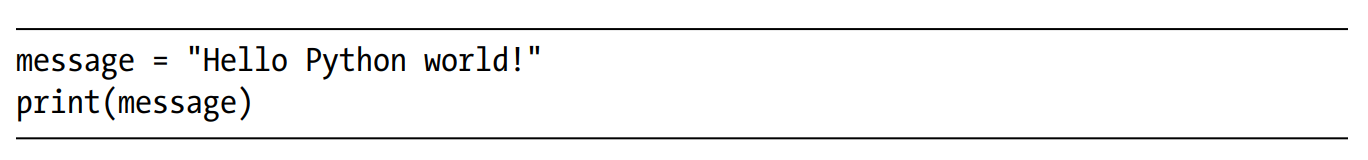 message = "Hello Python world!"
print(message)